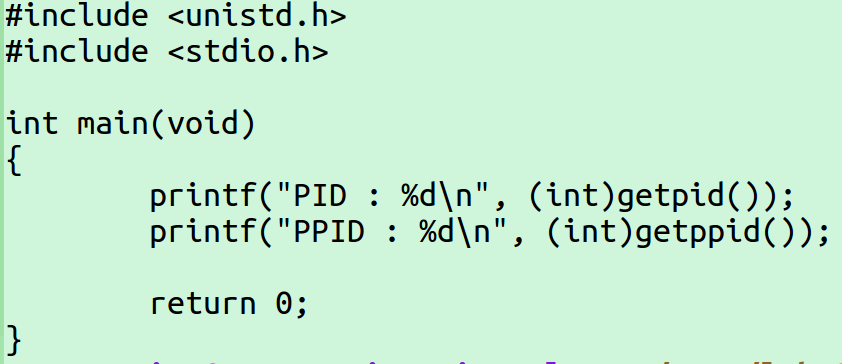 #include <unistd.h>
#include <stdio.h>

int main(void)
{
        printf("PID : %d\n", (int)getpid());
        printf("PPID : %d\n", (int)getppid());

        return 0;
}